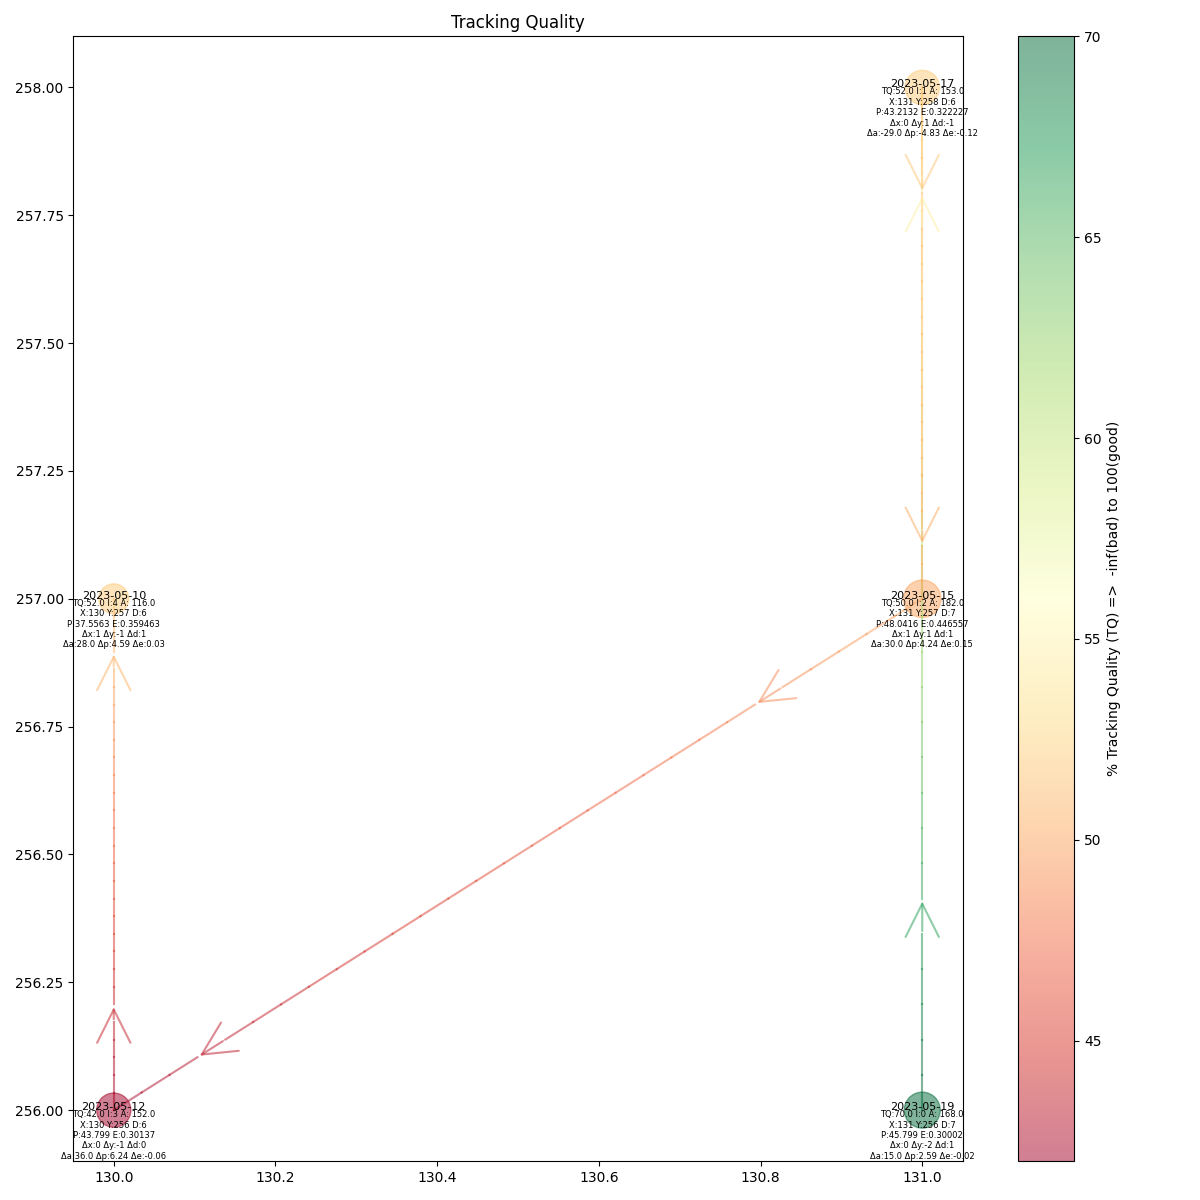 Tracking Quality
258.00
257.75
257.50
257.25
257.00
256.75
256.50
256.25
256.00
130.0
130.2
130.4
130.6
130.8
131.0
2023-05-17
TQ:52.0 I:1 A: 153.0
X:131 Y:258 D:6
P:43.2132 E:0.322227
Δx:0 Δy:1 Δd:-1
Δa:-29.0 Δp:-4.83 Δe:-0.12
2023-05-10
TQ:52.0 I:4 A: 116.0
X:130 Y:257 D:6
P:37.5563 E:0.359463
Δx:1 Δy:-1 Δd:1
Δa:28.0 Δp:4.59 Δe:0.03
2023-05-15
TQ:50.0 I:2 A: 182.0
X:131 Y:257 D:7
P:48.0416 E:0.446557
Δx:1 Δy:1 Δd:1
Δa:30.0 Δp:4.24 Δe:0.15
2023-05-12
TQ:42.0 I:3 A: 152.0
X:130 Y:256 D:6
P:43.799 E:0.30137
Δx:0 Δy:-1 Δd:0
Δa:36.0 Δp:6.24 Δe:-0.06
2023-05-19
TQ:70.0 I:0 A: 168.0
X:131 Y:256 D:7
P:45.799 E:0.30002
Δx:0 Δy:-2 Δd:1
Δa:15.0 Δp:2.59 Δe:-0.02
70
65
60
55
50
45
% Tracking Quality (TQ) =>  -inf(bad) to 100(good)